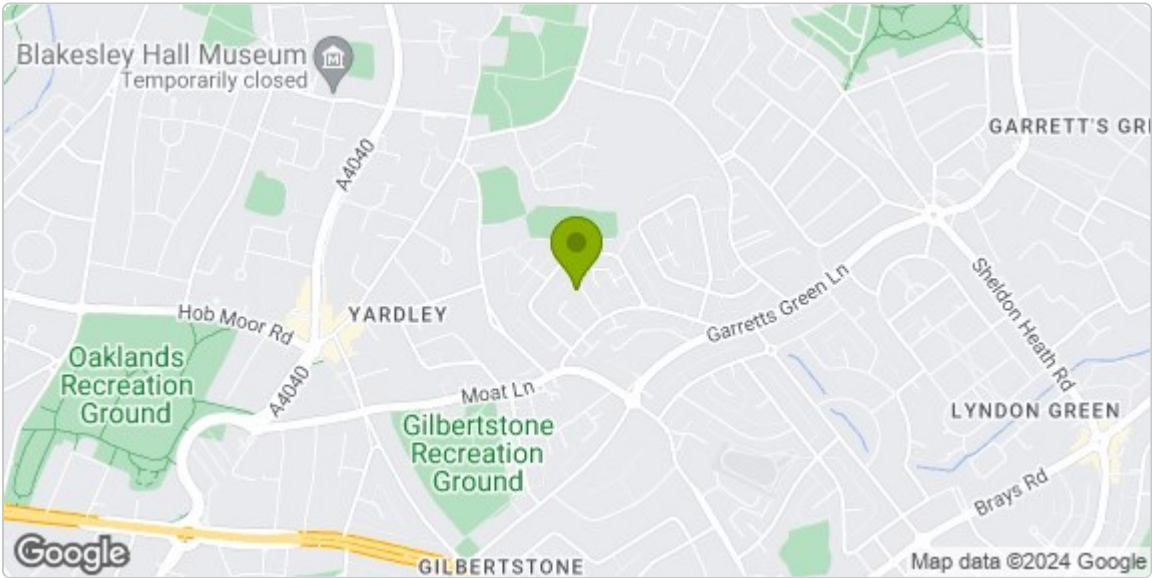 Blakesley Hall Museum
Temporarily closed
A4040
GARRETT'S GRE
Sheldon Heath Rd
Garretts Green Ln
Hob Moor Rd
YARDLEY
Oaklands
Recreation
Ground
A4040
Moat Ln
Gilbertstone
Recreation
Ground
LYNDON GREEN
Brays Rd
GILBERTSTONE
Google
Map data ©2024 Google